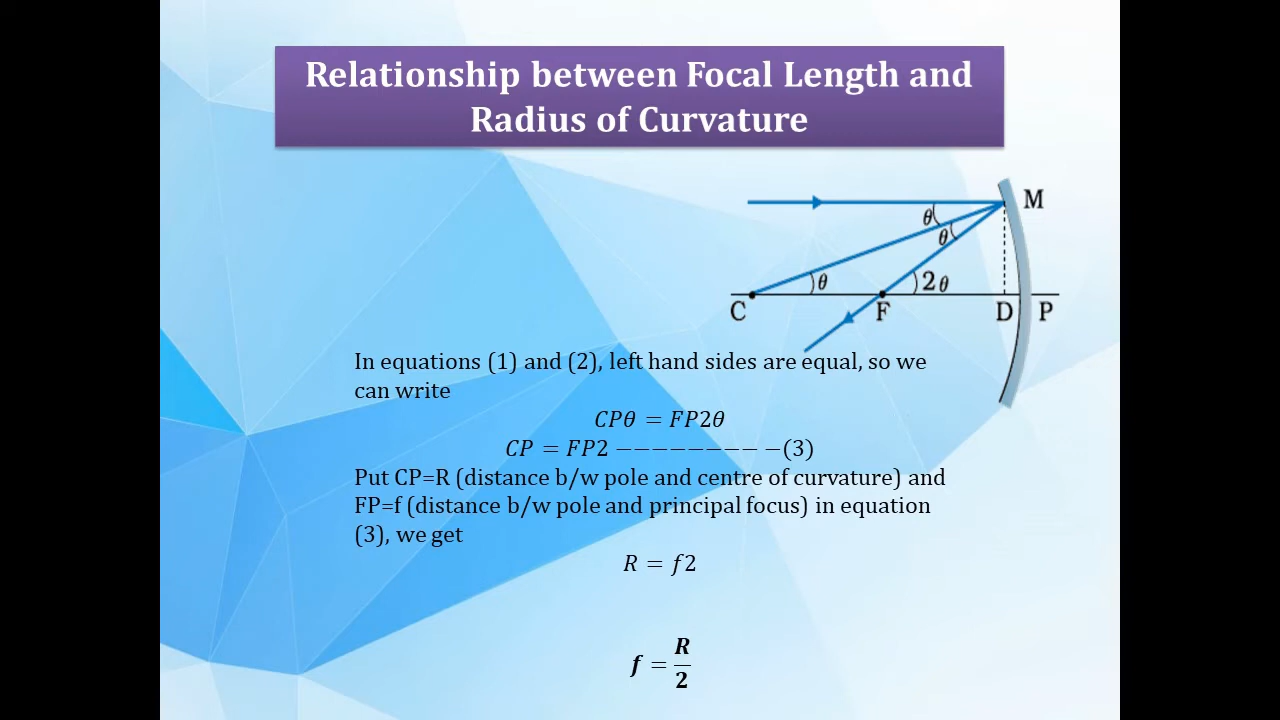 Relationship between Focal Length and
Radius of Curvature
M
θ
θ
θ
2θ
C
F
D
P
In equations (1) and (2), left hand sides are equal, so we
can write
CPθ = FP2θ
CP = FP2 − − − − − − − − − −(3)
Put CP=R (distance b/w pole and centre of curvature) and
FP=f (distance b/w pole and principal focus) in equation
(3), we get
R = f2
f = R/2